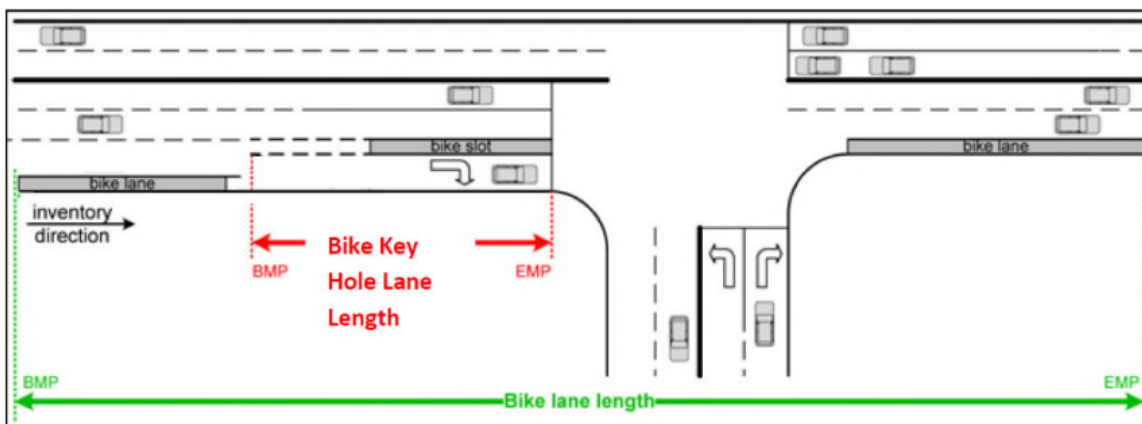 bike slot
bike lane
bike lane
inventory
direction
Bike Key
Hole Lane
Length
BMP
EMP
BMP
EMP
Bike lane length